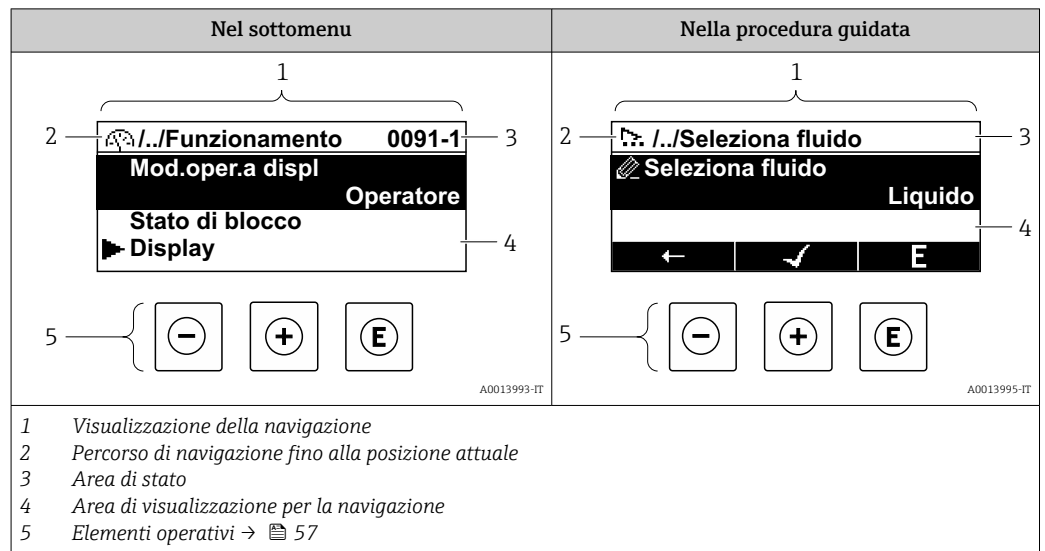 Nel sottomenu
Nella procedura guidata
1
2
/../Funzionamento 0091-1
3
Mod.oper.a displ
Operatore
Stato di blocco
Display
4
5
- + E
A0013993-IT
1
2
/../Seleziona fluido
3
Seleziona fluido
Liquido
4
← ✓ E
5
- + E
A0013995-IT
1 Visualizzazione della navigazione
2 Percorso di navigazione fino alla posizione attuale
3 Area di stato
4 Area di visualizzazione per la navigazione
5 Elementi operativi → 57